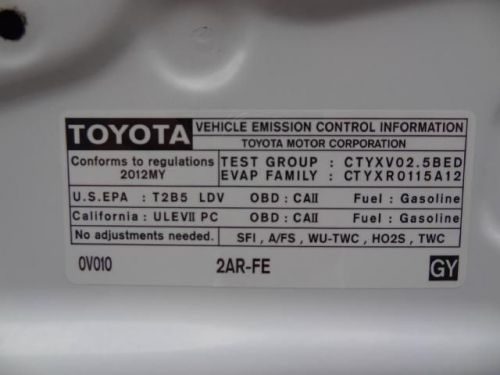 TOYOTA VEHICLE EMISSION CONTROL INFORMATION
TOYOTA MOTOR CORPORATION
Conforms to regulations
2012MY
TEST GROUP : CTYXV02.5BED
EVAP FAMILY : CTYXR0115A12
U.S.EPA : T2B5 LDV OBD : CAII Fuel : Gasoline
California : ULEVII PC OBD : CAII Fuel : Gasoline
No adjustments needed. SFI , A/FS , WU-TWC , HO2S , TWC
0V010 2AR-FE GY